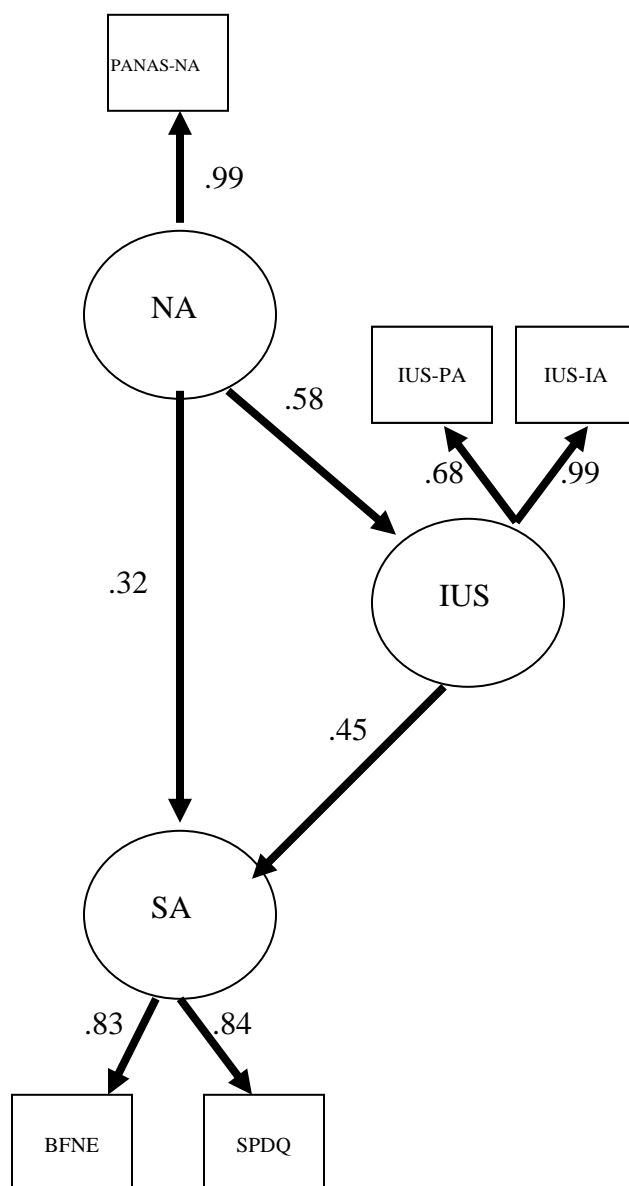 PANAS-NA
.99
NA
.58
IUS-PA
IUS-IA
.68
.99
.32
IUS
.45
SA
.83
.84
BFNE
SPDQ